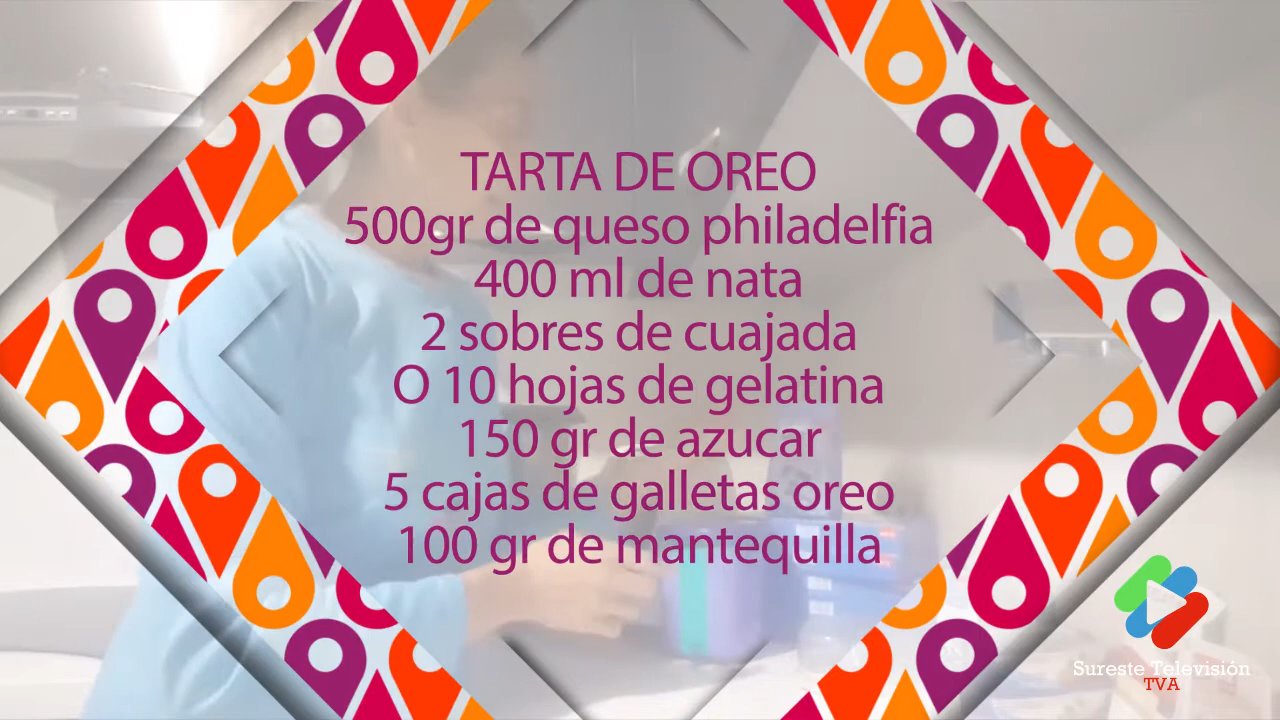 TARTA DE OREO
500gr de queso philadelfia
400 ml de nata
2 sobres de cuajada
O 10 hojas de gelatina
150 gr de azucar
5 cajas de galletas oreo
100 gr de mantequilla
Sureste Televisión
TVA